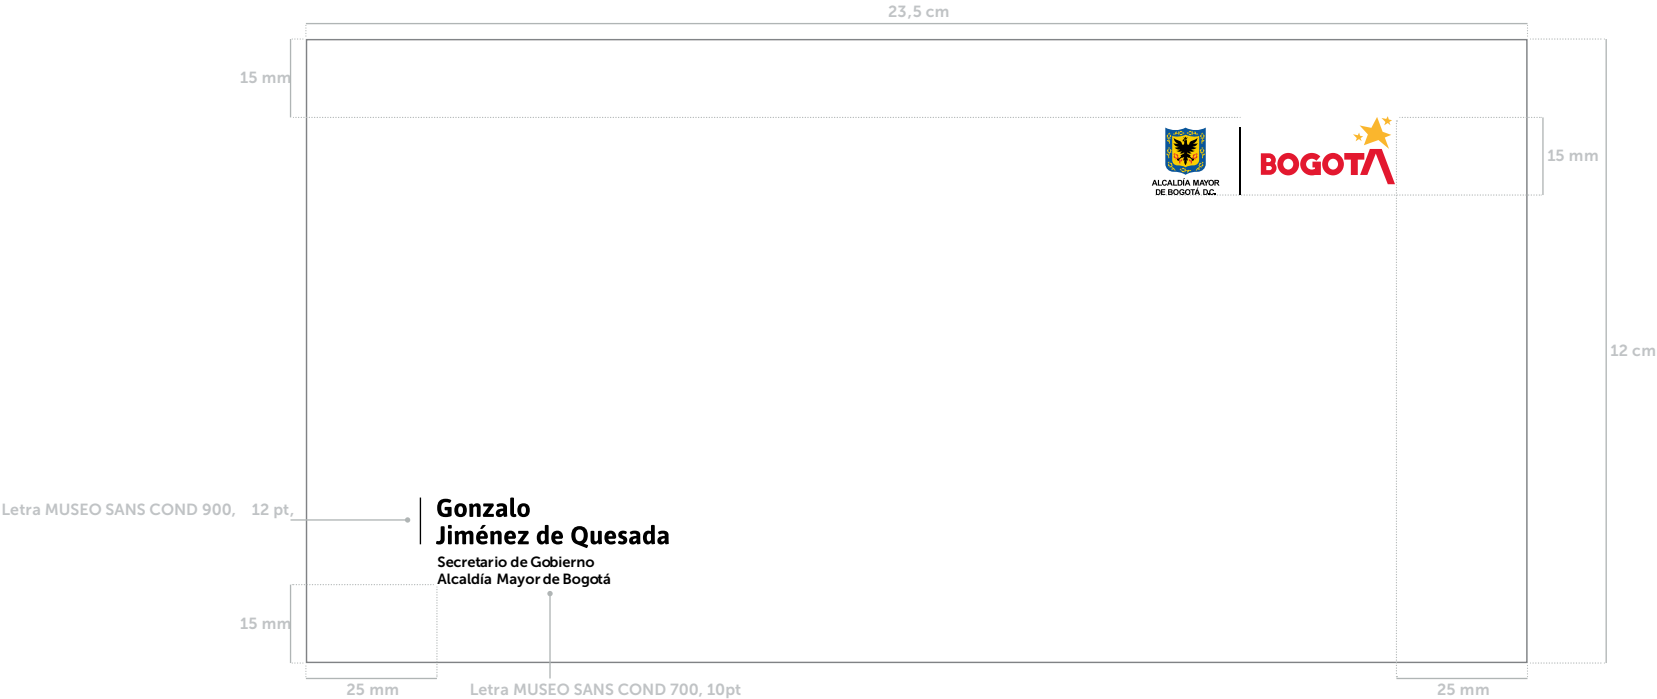 23,5 cm
15 mm
ALCALDÍA MAYOR
DE BOGOTÁ D.C.
BOGOTÁ
15 mm
12 cm
Letra MUSEO SANS COND 900, 12 pt,
Gonzalo
Jiménez de Quesada
Secretario de Gobierno
Alcaldía Mayor de Bogotá
15 mm
25 mm
Letra MUSEO SANS COND 700, 10pt
25 mm